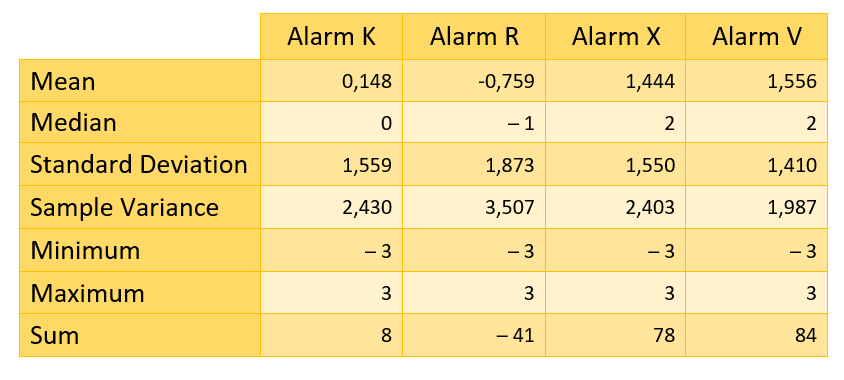 Alarm K Alarm R Alarm X Alarm V
Mean 0,148 -0,759 1,444 1,556
Median 0 – 1 2 2
Standard Deviation 1,559 1,873 1,550 1,410
Sample Variance 2,430 3,507 2,403 1,987
Minimum – 3 – 3 – 3 – 3
Maximum 3 3 3 3
Sum 8 – 41 78 84